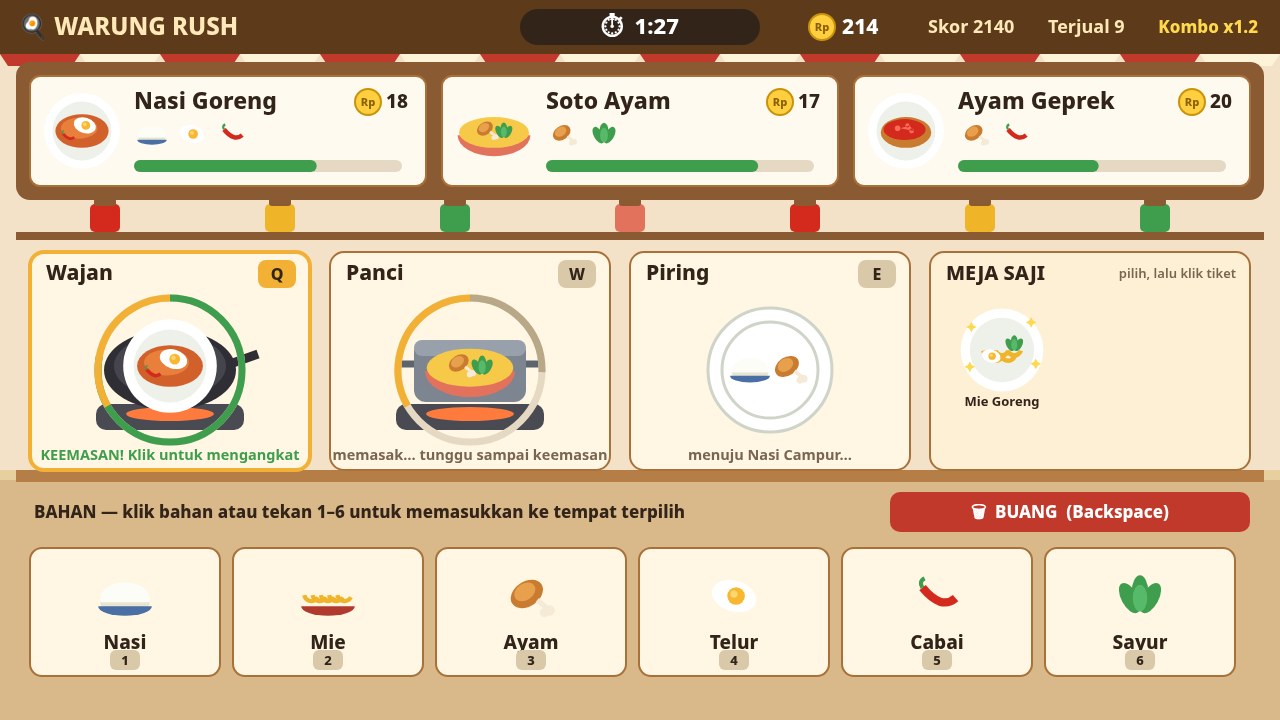 WARUNG RUSH
1:27
Rp 214
Skor 2140
Terjual 9
Kombo x1.2
Nasi Goreng
Rp 18
Soto Ayam
Rp 17
Ayam Geprek
Rp 20
Wajan
Q
KEEMASAN! Klik untuk mengangkat
Panci
W
memasak... tunggu sampai keemasan
Piring
E
menuju Nasi Campur...
MEJA SAJI
pilih, lalu klik tiket
Mie Goreng
BAHAN — klik bahan atau tekan 1–6 untuk memasukkan ke tempat terpilih
BUANG (Backspace)
Nasi
1
Mie
2
Ayam
3
Telur
4
Cabai
5
Sayur
6